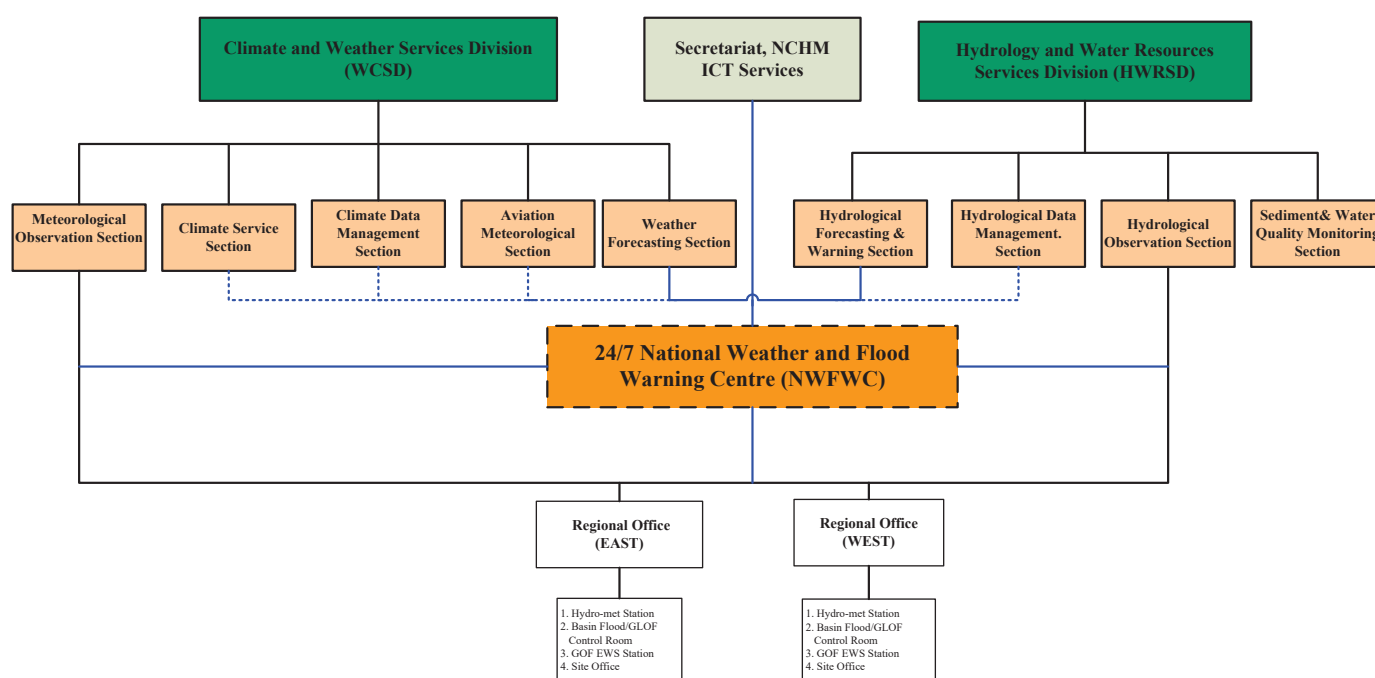 Climate and Weather Services Division
(WCSD)
Secretariat, NCHM
ICT Services
Hydrology and Water Resources
Services Division (HWRSD)
Meteorological
Observation Section
Climate Service
Section
Climate Data
Management
Section
Aviation
Meteorological
Section
Weather
Forecasting Section
Hydrological
Forecasting &
Warning Section
Hydrological Data
Management.
Section
Hydrological
Observation Section
Sediment& Water
Quality Monitoring
Section
24/7 National Weather and Flood
Warning Centre (NWFWC)
Regional Office
(EAST)
Regional Office
(WEST)
1. Hydro-met Station
2. Basin Flood/GLOF
Control Room
3. GOF EWS Station
4. Site Office
1. Hydro-met Station
2. Basin Flood/GLOF
Control Room
3. GOF EWS Station
4. Site Office